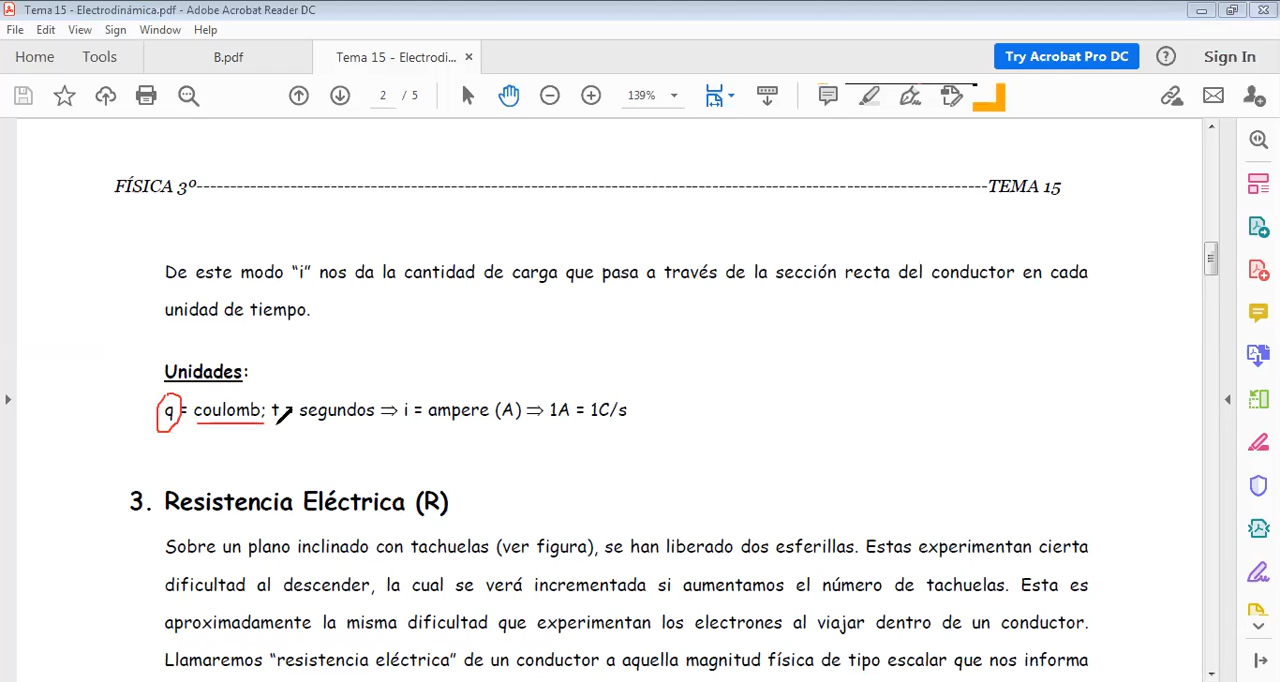 Tema 15 - Electrodinámica.pdf - Adobe Acrobat Reader DC
File Edit View Sign Window Help
Home Tools B.pdf Tema 15 - Electrodi... × Try Acrobat Pro DC ? Sign In
2 / 5 139%
FÍSICA 3º--------------------------------------------------------------------------------------------------------------------TEMA 15
De este modo “i” nos da la cantidad de carga que pasa a través de la sección recta del conductor en cada
unidad de tiempo.
Unidades:
q = coulomb; t = segundos ⇒ i = ampere (A) ⇒ 1A = 1C/s
3. Resistencia Eléctrica (R)
Sobre un plano inclinado con tachuelas (ver figura), se han liberado dos esferillas. Estas experimentan cierta
dificultad al descender, la cual se verá incrementada si aumentamos el número de tachuelas. Esta es
aproximadamente la misma dificultad que experimentan los electrones al viajar dentro de un conductor.
Llamaremos “resistencia eléctrica” de un conductor a aquella magnitud física de tipo escalar que nos informa